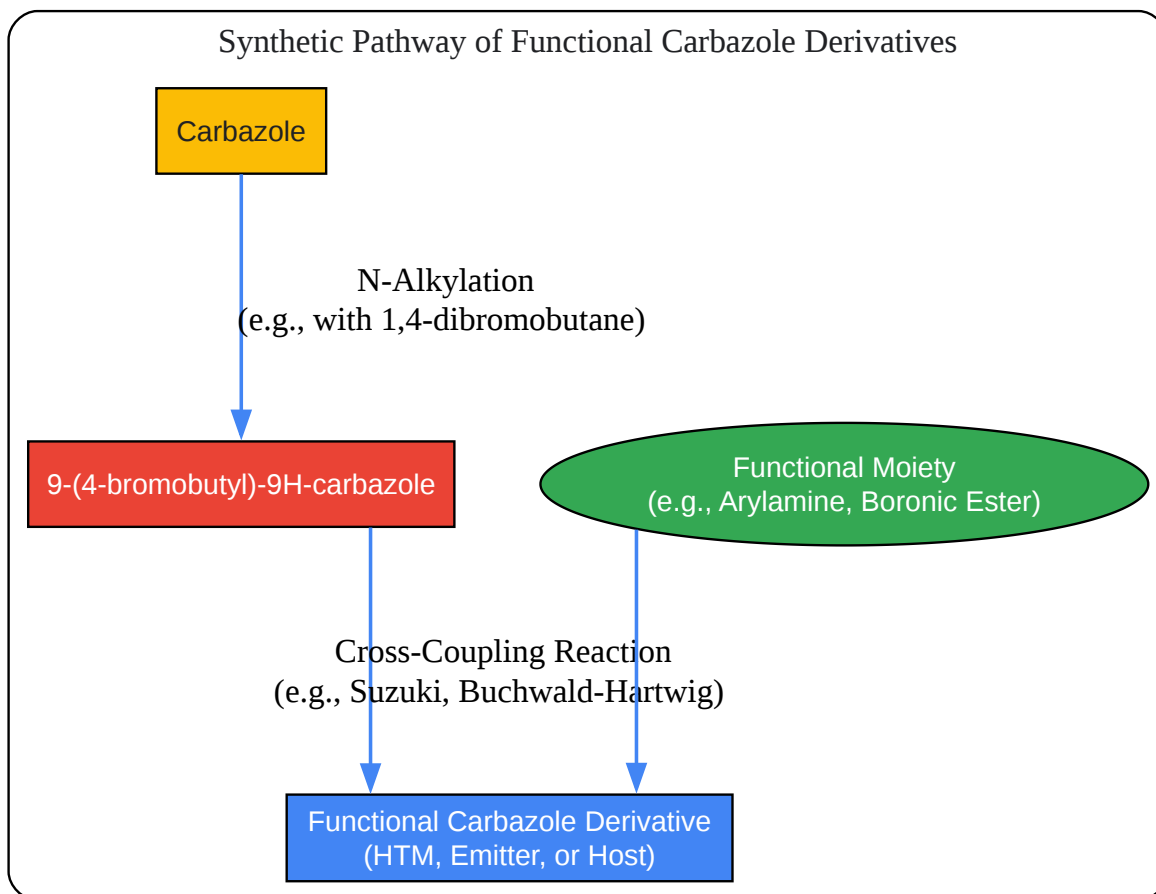 Synthetic Pathway of Functional Carbazole Derivatives
Carbazole
N-Alkylation
(e.g., with 1,4-dibromobutane)
9-(4-bromobutyl)-9H-carbazole
Functional Moiety
(e.g., Arylamine, Boronic Ester)
Cross-Coupling Reaction
(e.g., Suzuki, Buchwald-Hartwig)
Functional Carbazole Derivative
(HTM, Emitter, or Host)